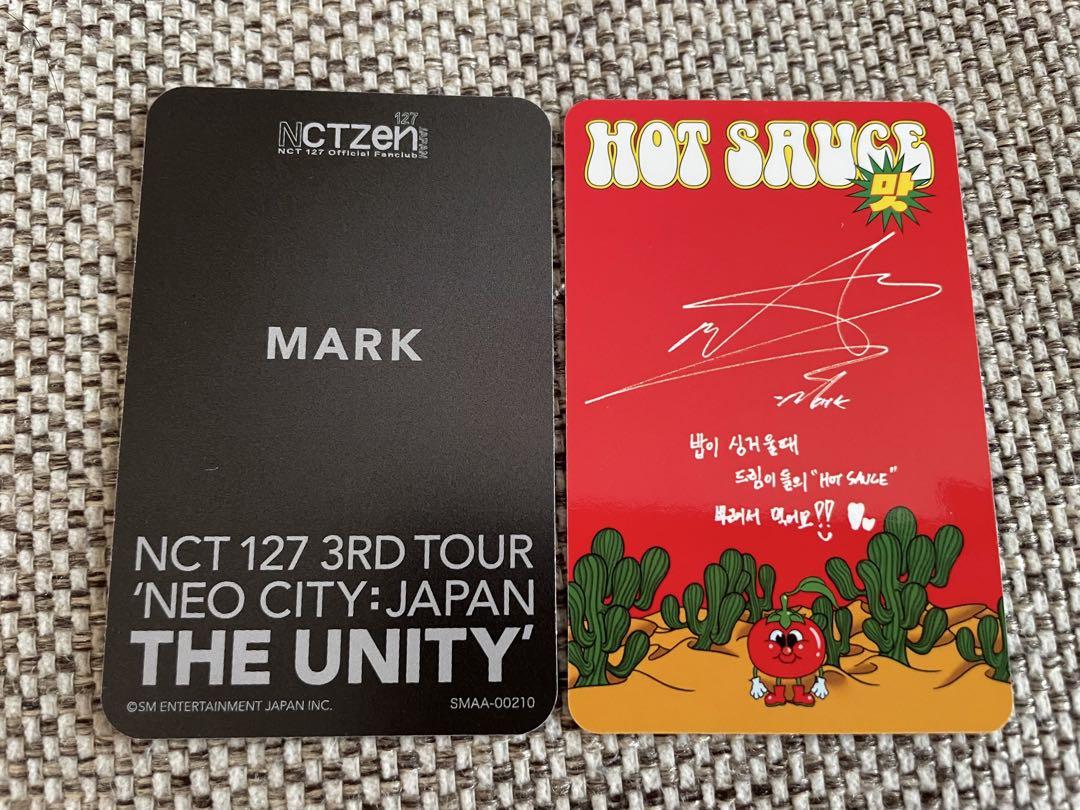 NCTzen 127 JAPAN
NCT 127 Official Fanclub
MARK
NCT 127 3RD TOUR
'NEO CITY : JAPAN
THE UNITY'
©SM ENTERTAINMENT JAPAN INC.
SMAA-00210
HOT SAUCE
맛
-MARK
밥이 싱거울때
드림이들의 "HOT SAUCE"
뿌려서 먹어요!!